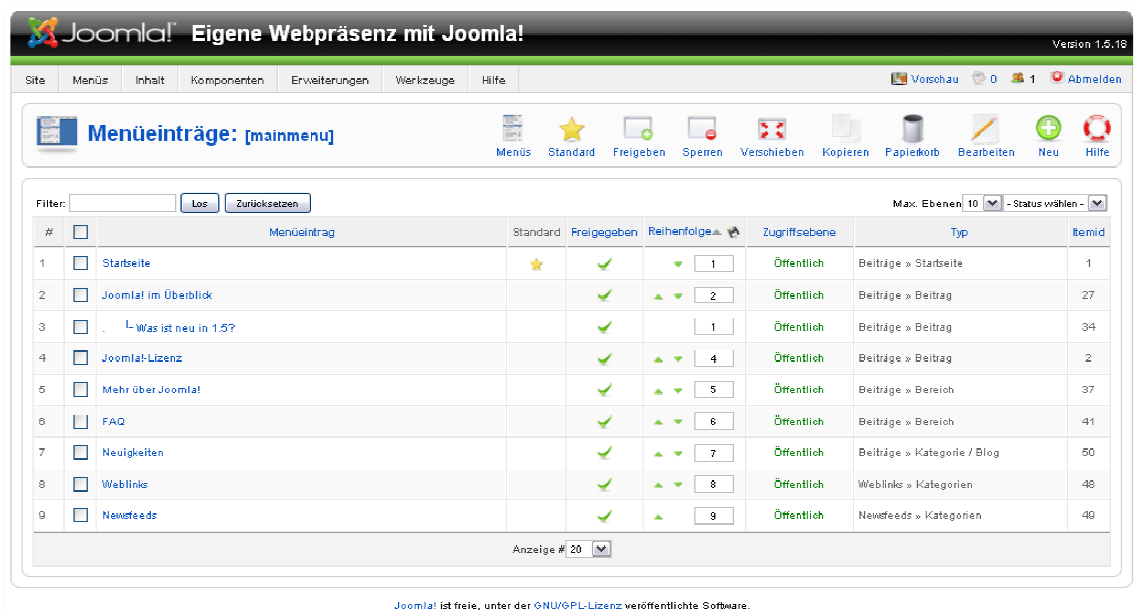 Joomla!™ Eigene Webpräsenz mit Joomla!
Version 1.5.18
Site Menüs Inhalt Komponenten Erweiterungen Werkzeuge Hilfe Vorschau 0 1 Abmelden
Menüeinträge: [mainmenu]
Menüs Standard Freigeben Sperren Verschieben Kopieren Papierkorb Bearbeiten Neu Hilfe
Filter: Los Zurücksetzen Max. Ebenen 10 - Status wählen -
# Menüeintrag Standard Freigegeben Reihenfolge Zugriffsebene Typ Itemid
1 Startseite 1 Öffentlich Beiträge » Startseite 1
2 Joomla! im Überblick 2 Öffentlich Beiträge » Beitrag 27
3 . Was ist neu in 1.5? 1 Öffentlich Beiträge » Beitrag 34
4 Joomla!-Lizenz 4 Öffentlich Beiträge » Beitrag 2
5 Mehr über Joomla! 5 Öffentlich Beiträge » Bereich 37
6 FAQ 6 Öffentlich Beiträge » Bereich 41
7 Neuigkeiten 7 Öffentlich Beiträge » Kategorie / Blog 50
8 Weblinks 8 Öffentlich Weblinks » Kategorien 48
9 Newsfeeds 9 Öffentlich Newsfeeds » Kategorien 49
Anzeige # 20
Joomla! ist freie, unter der GNU/GPL-Lizenz veröffentlichte Software.